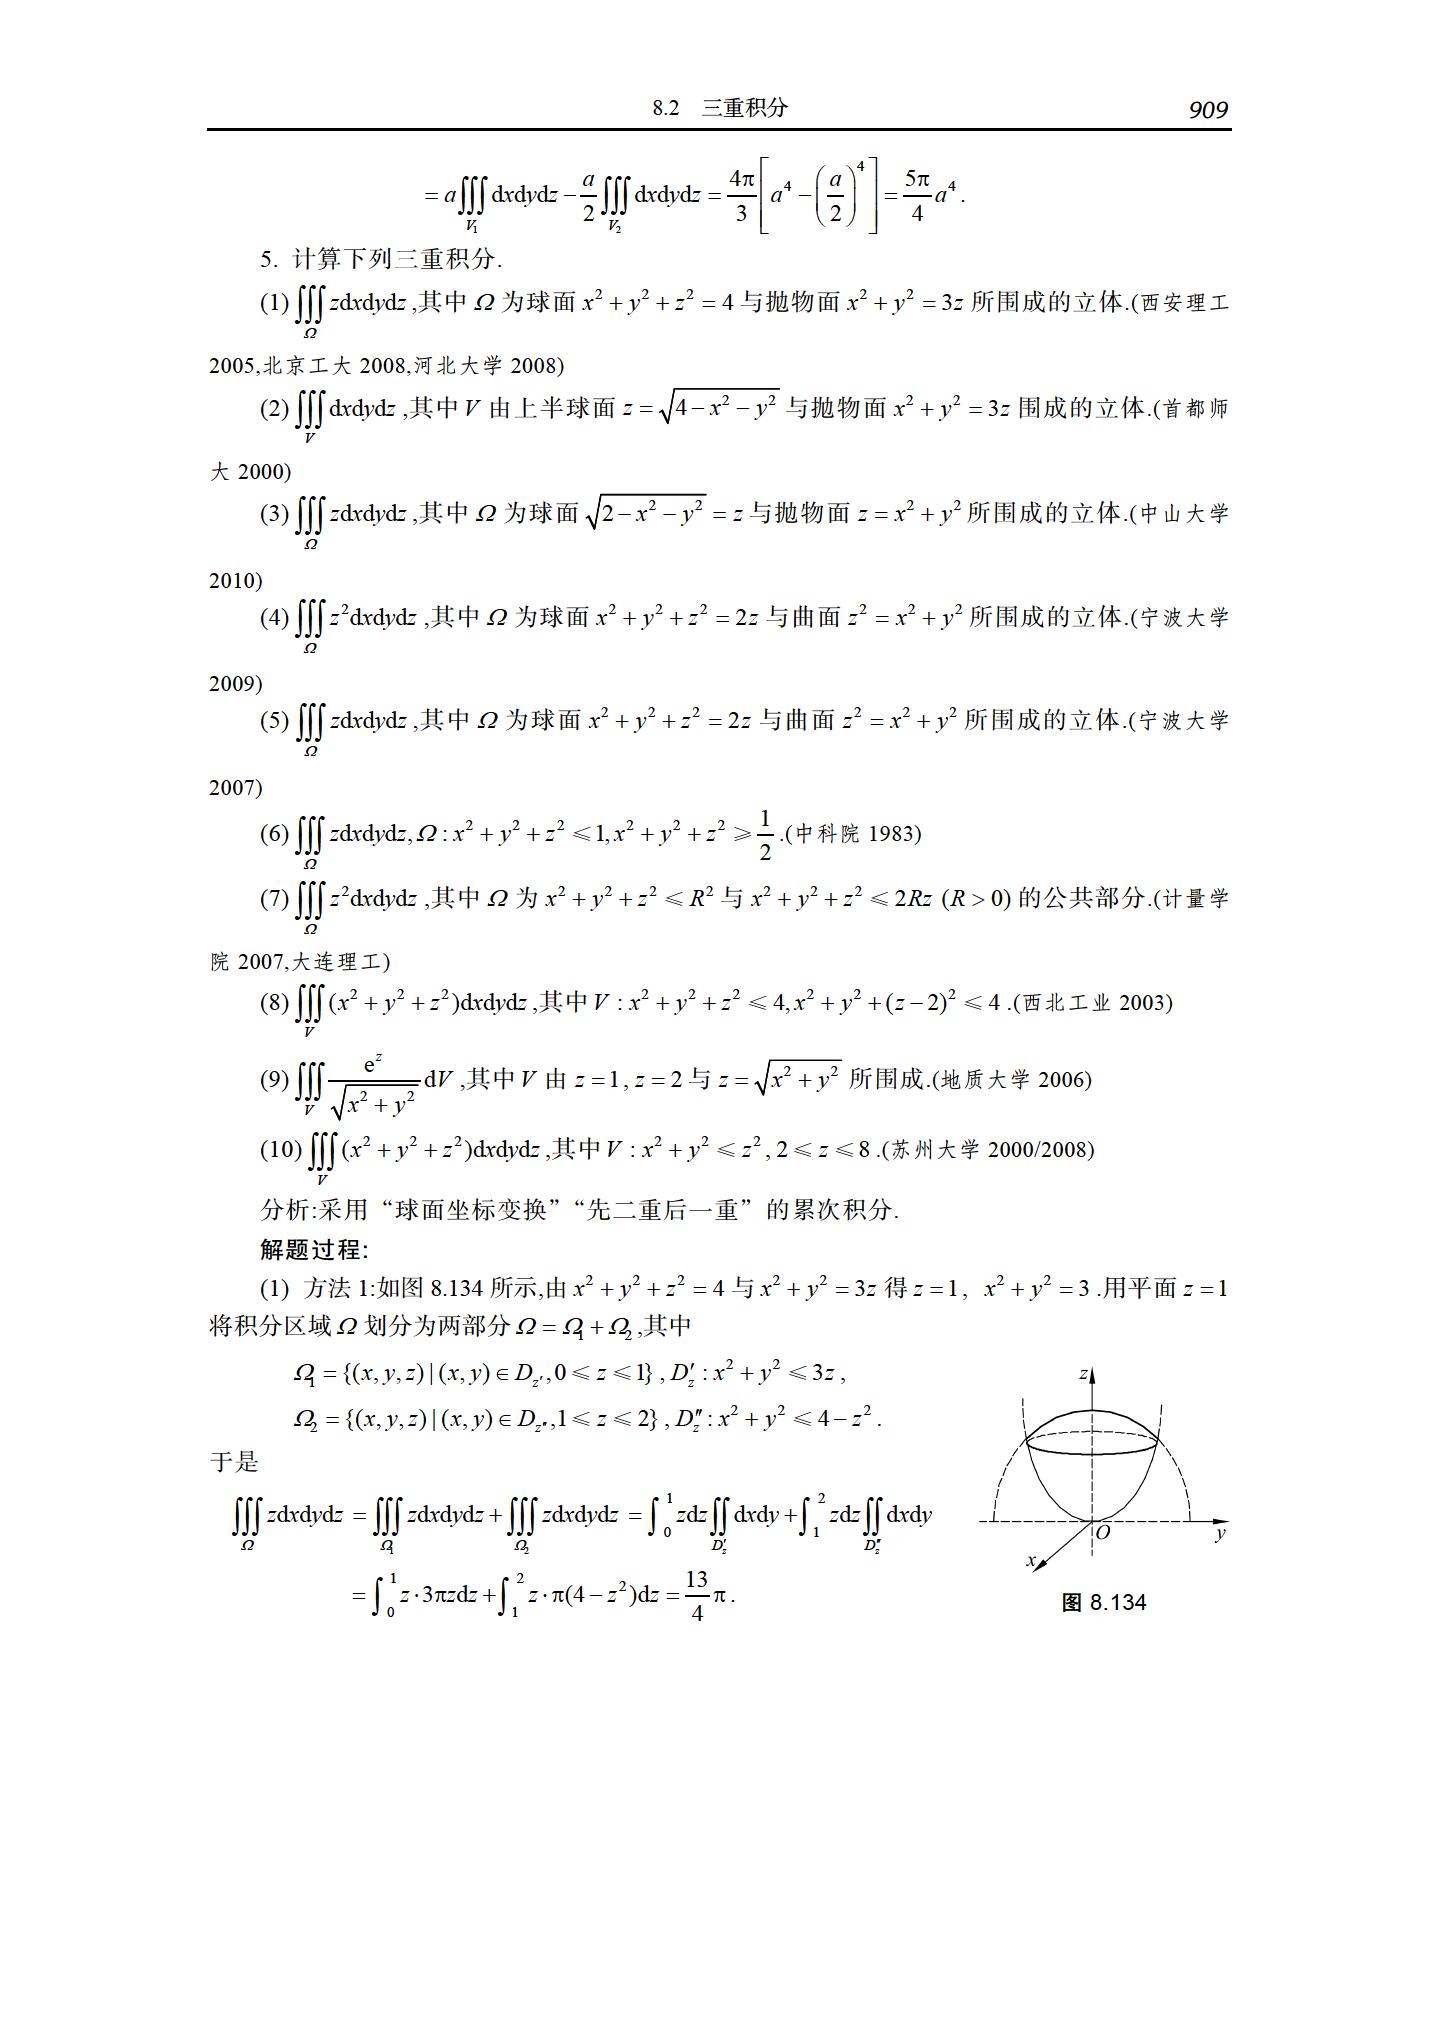 8.2 三重积分 909
$= a\iiint\limits_{V_1} \mathrm{d}x\mathrm{d}y\mathrm{d}z - \frac{a}{2}\iiint\limits_{V_2} \mathrm{d}x\mathrm{d}y\mathrm{d}z = \frac{4\pi}{3}\left[a^4 - \left(\frac{a}{2}\right)^4\right] = \frac{5\pi}{4}a^4.$
5. 计算下列三重积分.
(1) $\iiint\limits_{\Omega} z\mathrm{d}x\mathrm{d}y\mathrm{d}z$ ,其中 $\Omega$ 为球面 $x^2+y^2+z^2=4$ 与抛物面 $x^2+y^2=3z$ 所围成的立体.(西安理工
2005,北京工大 2008,河北大学 2008)
(2) $\iiint\limits_{V} \mathrm{d}x\mathrm{d}y\mathrm{d}z$ ,其中 $V$ 由上半球面 $z=\sqrt{4-x^2-y^2}$ 与抛物面 $x^2+y^2=3z$ 围成的立体.(首都师
大 2000)
(3) $\iiint\limits_{\Omega} z\mathrm{d}x\mathrm{d}y\mathrm{d}z$ ,其中 $\Omega$ 为球面 $\sqrt{2-x^2-y^2}=z$ 与抛物面 $z=x^2+y^2$ 所围成的立体.(中山大学
2010)
(4) $\iiint\limits_{\Omega} z^2\mathrm{d}x\mathrm{d}y\mathrm{d}z$ ,其中 $\Omega$ 为球面 $x^2+y^2+z^2=2z$ 与曲面 $z^2=x^2+y^2$ 所围成的立体.(宁波大学
2009)
(5) $\iiint\limits_{\Omega} z\mathrm{d}x\mathrm{d}y\mathrm{d}z$ ,其中 $\Omega$ 为球面 $x^2+y^2+z^2=2z$ 与曲面 $z^2=x^2+y^2$ 所围成的立体.(宁波大学
2007)
(6) $\iiint\limits_{\Omega} z\mathrm{d}x\mathrm{d}y\mathrm{d}z, \Omega: x^2+y^2+z^2 \leqslant 1, x^2+y^2+z^2 \geqslant \frac{1}{2}$ .(中科院 1983)
(7) $\iiint\limits_{\Omega} z^2\mathrm{d}x\mathrm{d}y\mathrm{d}z$ ,其中 $\Omega$ 为 $x^2+y^2+z^2 \leqslant R^2$ 与 $x^2+y^2+z^2 \leqslant 2Rz\ (R>0)$ 的公共部分.(计量学
院 2007,大连理工)
(8) $\iiint\limits_{V} (x^2+y^2+z^2)\mathrm{d}x\mathrm{d}y\mathrm{d}z$ ,其中 $V: x^2+y^2+z^2 \leqslant 4, x^2+y^2+(z-2)^2 \leqslant 4$ .(西北工业 2003)
(9) $\iiint\limits_{V} \frac{\mathrm{e}^z}{\sqrt{x^2+y^2}}\mathrm{d}V$ ,其中 $V$ 由 $z=1, z=2$ 与 $z=\sqrt{x^2+y^2}$ 所围成.(地质大学 2006)
(10) $\iiint\limits_{V} (x^2+y^2+z^2)\mathrm{d}x\mathrm{d}y\mathrm{d}z$ ,其中 $V: x^2+y^2 \leqslant z^2, 2 \leqslant z \leqslant 8$ .(苏州大学 2000/2008)
分析:采用“球面坐标变换”“先二重后一重”的累次积分.
解题过程:
(1) 方法 1:如图 8.134 所示,由 $x^2+y^2+z^2=4$ 与 $x^2+y^2=3z$ 得 $z=1,\ x^2+y^2=3$ .用平面 $z=1$
将积分区域 $\Omega$ 划分为两部分 $\Omega=\Omega_1+\Omega_2$ ,其中
$\Omega_1=\{(x,y,z)|(x,y)\in D_{z'},0\leqslant z\leqslant 1\}, D_z': x^2+y^2\leqslant 3z,$
$\Omega_2=\{(x,y,z)|(x,y)\in D_{z''},1\leqslant z\leqslant 2\}, D_z'': x^2+y^2\leqslant 4-z^2.$
于是
$\iiint\limits_{\Omega} z\mathrm{d}x\mathrm{d}y\mathrm{d}z = \iiint\limits_{\Omega_1} z\mathrm{d}x\mathrm{d}y\mathrm{d}z + \iiint\limits_{\Omega_2} z\mathrm{d}x\mathrm{d}y\mathrm{d}z = \int_0^1 z\mathrm{d}z\iint\limits_{D_z'} \mathrm{d}x\mathrm{d}y + \int_1^2 z\mathrm{d}z\iint\limits_{D_z''} \mathrm{d}x\mathrm{d}y$
$= \int_0^1 z\cdot 3\pi z\mathrm{d}z + \int_1^2 z\cdot\pi(4-z^2)\mathrm{d}z = \frac{13}{4}\pi.$
z
O
y
x
图 8.134